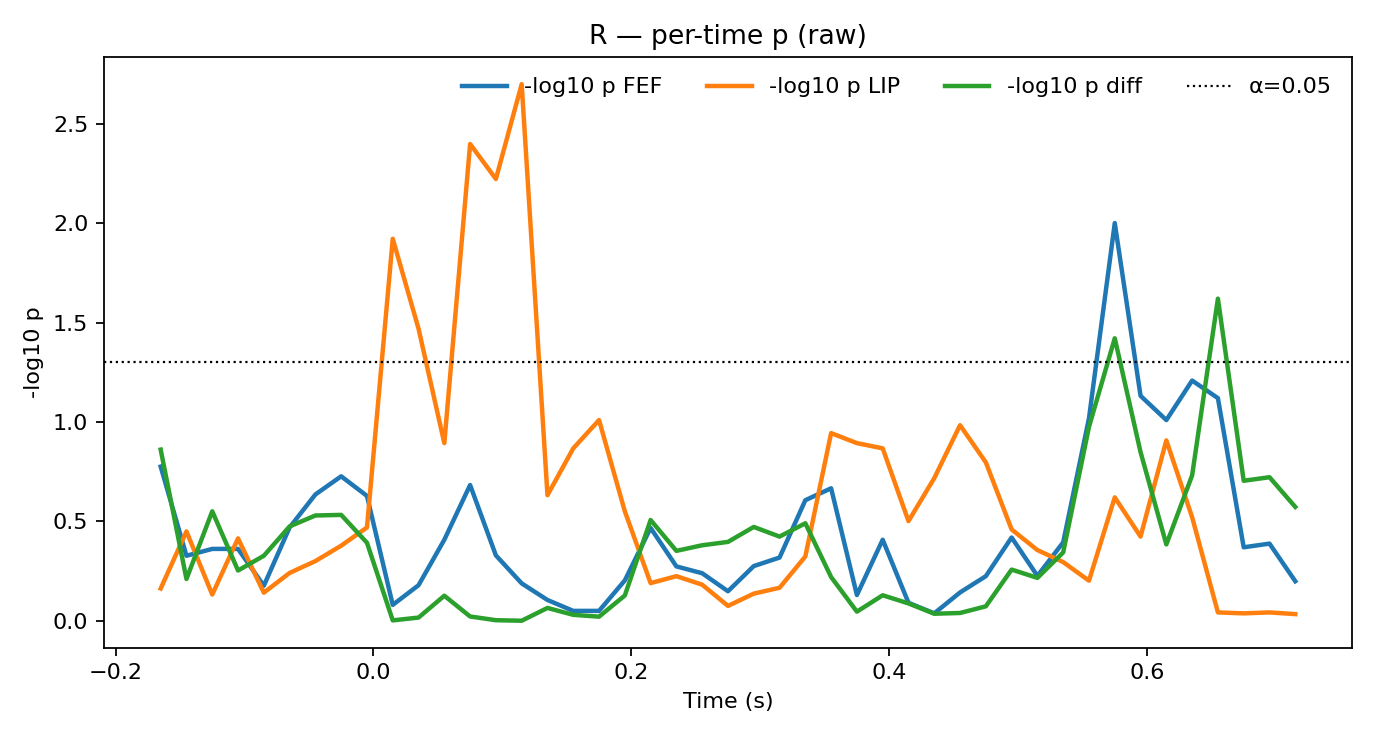 R — per-time p (raw)
-log10 p FEF -log10 p LIP -log10 p diff α=0.05
-log10 p
2.5
2.0
1.5
1.0
0.5
0.0
−0.2 0.0 0.2 0.4 0.6
Time (s)